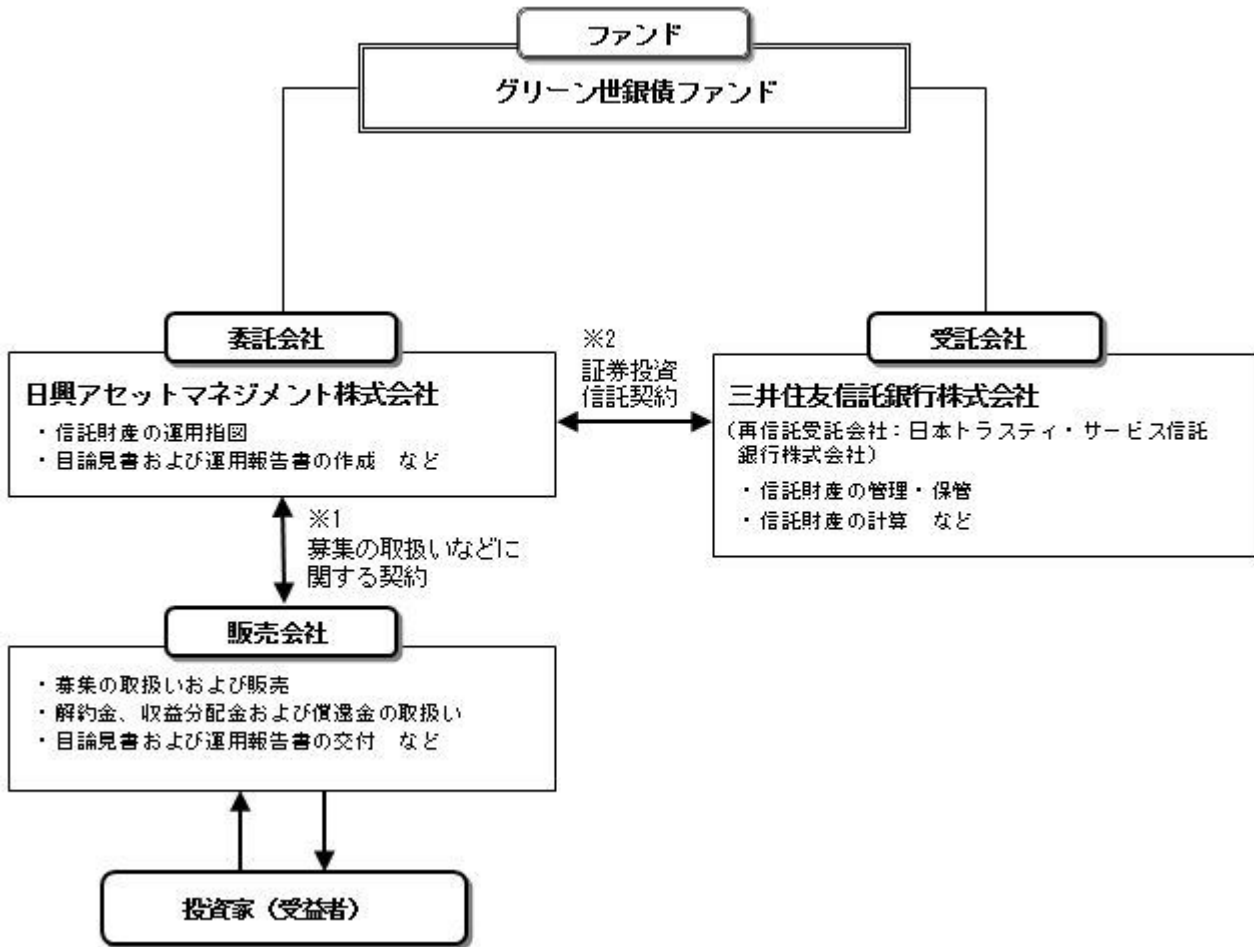 ファンド
グリーン世銀債ファンド
委託会社
日興アセットマネジメント株式会社
・信託財産の運用指図
・目論見書および運用報告書の作成 など
※2
証券投資
信託契約
受託会社
三井住友信託銀行株式会社
(再信託受託会社：日本トラスティ・サービス信託
銀行株式会社)
・信託財産の管理・保管
・信託財産の計算 など
※1
募集の取扱いなどに
関する契約
販売会社
・募集の取扱いおよび販売
・解約金、収益分配金および償還金の取扱い
・目論見書および運用報告書の交付 など
投資家（受益者）